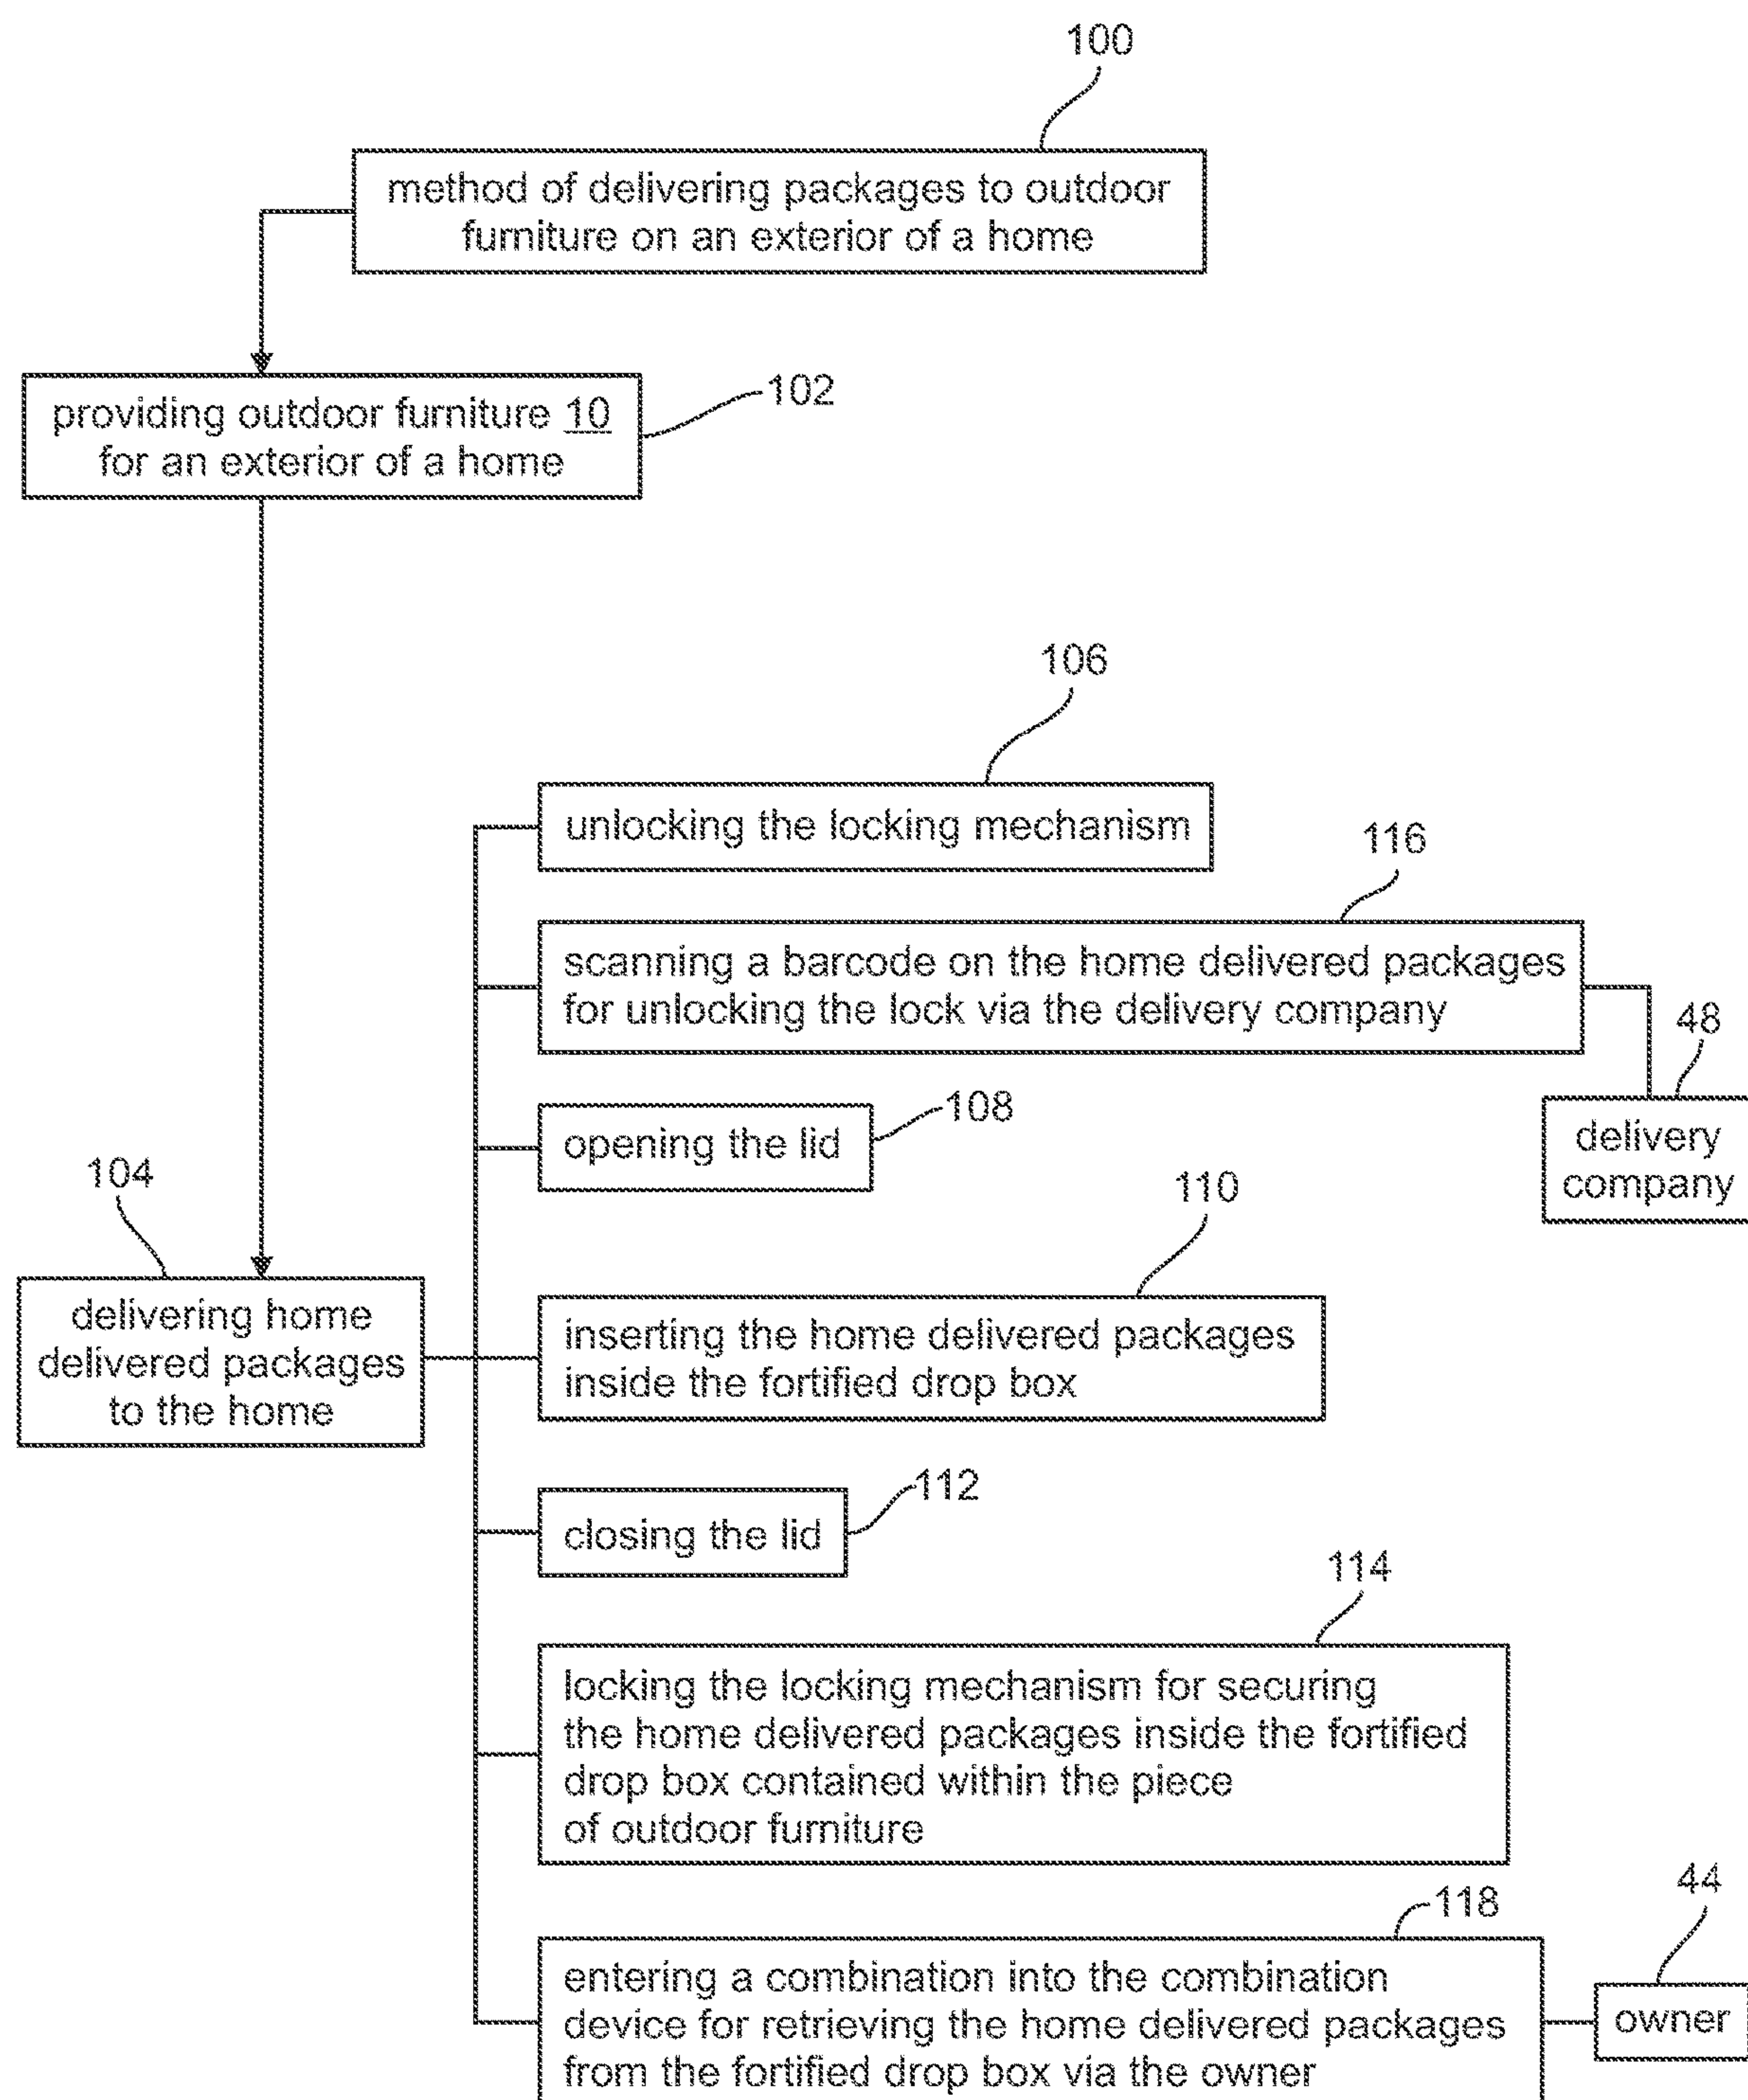 100
method of delivering packages to outdoor
furniture on an exterior of a home
102
providing outdoor furniture 10
for an exterior of a home
106
unlocking the locking mechanism
116
scanning a barcode on the home delivered packages
for unlocking the lock via the delivery company
48
delivery
company
108
opening the lid
104
delivering home
delivered packages
to the home
110
inserting the home delivered packages
inside the fortified drop box
112
closing the lid
114
locking the locking mechanism for securing
the home delivered packages inside the fortified
drop box contained within the piece
of outdoor furniture
118
entering a combination into the combination
device for retrieving the home delivered packages
from the fortified drop box via the owner
44
owner